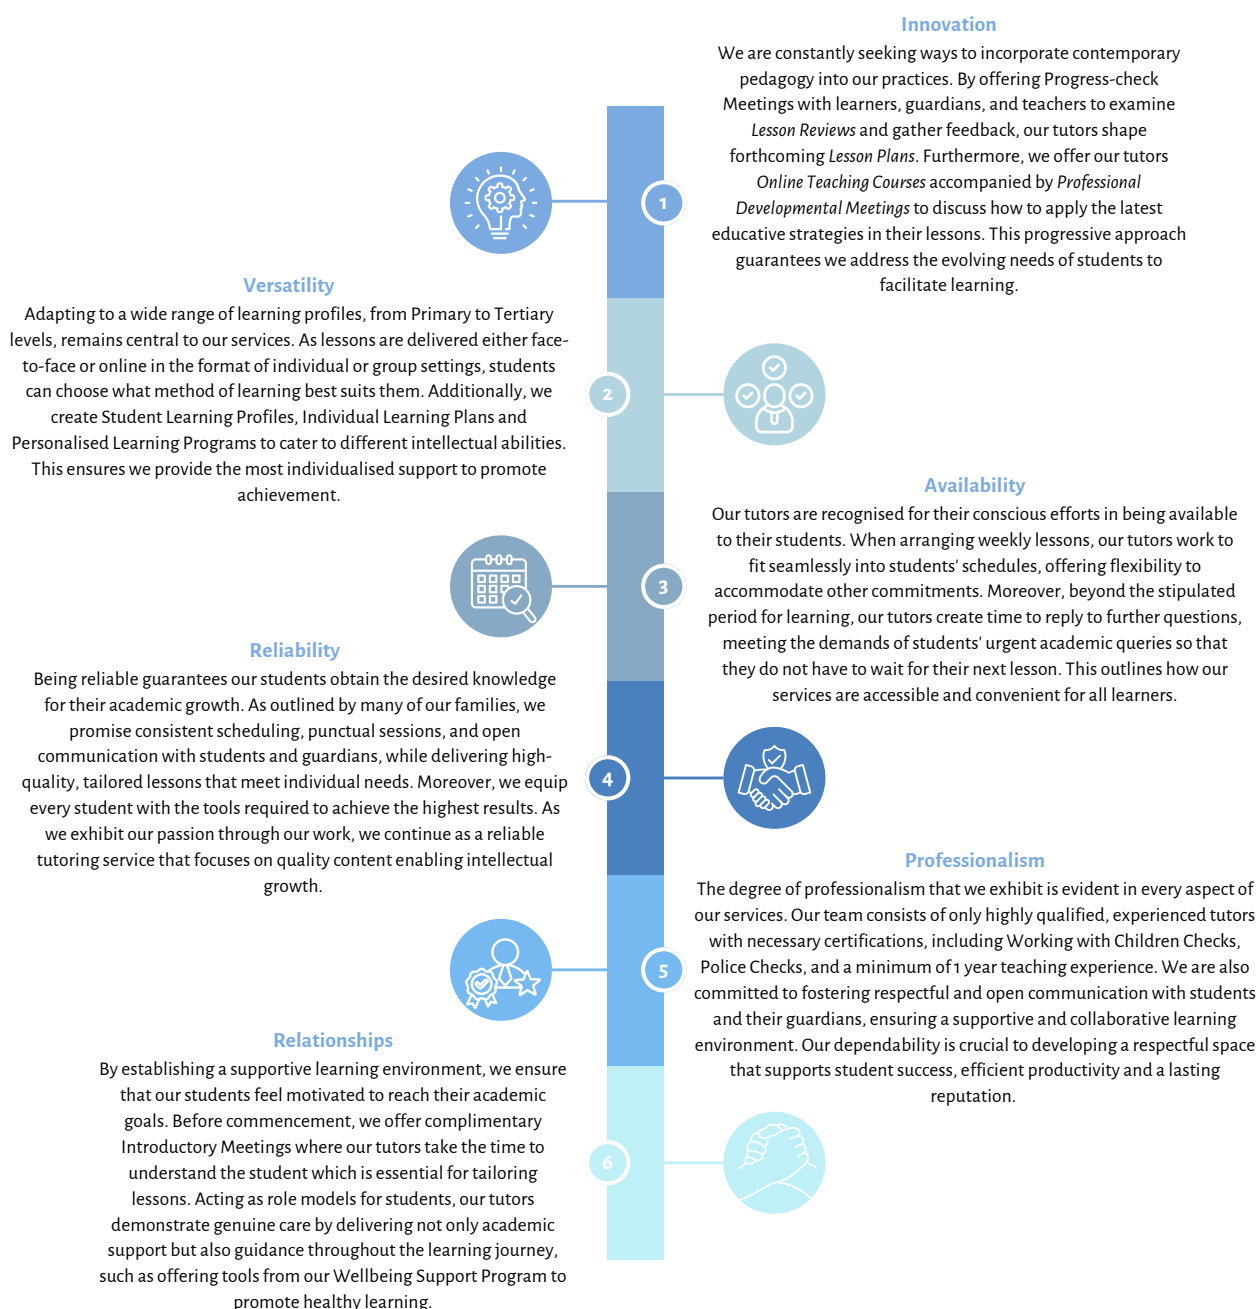 Innovation
We are constantly seeking ways to incorporate contemporary
pedagogy into our practices. By offering Progress-check
Meetings with learners, guardians, and teachers to examine
Lesson Reviews and gather feedback, our tutors shape
forthcoming Lesson Plans. Furthermore, we offer our tutors
Online Teaching Courses accompanied by Professional
Developmental Meetings to discuss how to apply the latest
educative strategies in their lessons. This progressive approach
guarantees we address the evolving needs of students to
facilitate learning.
1
Versatility
Adapting to a wide range of learning profiles, from Primary to Tertiary
levels, remains central to our services. As lessons are delivered either face-
to-face or online in the format of individual or group settings, students
can choose what method of learning best suits them. Additionally, we
create Student Learning Profiles, Individual Learning Plans and
Personalised Learning Programs to cater to different intellectual abilities.
This ensures we provide the most individualised support to promote
achievement.
2
Availability
Our tutors are recognised for their conscious efforts in being available
to their students. When arranging weekly lessons, our tutors work to
fit seamlessly into students' schedules, offering flexibility to
accommodate other commitments. Moreover, beyond the stipulated
period for learning, our tutors create time to reply to further questions,
meeting the demands of students' urgent academic queries so that
they do not have to wait for their next lesson. This outlines how our
services are accessible and convenient for all learners.
3
Reliability
Being reliable guarantees our students obtain the desired knowledge
for their academic growth. As outlined by many of our families, we
promise consistent scheduling, punctual sessions, and open
communication with students and guardians, while delivering high-
quality, tailored lessons that meet individual needs. Moreover, we equip
every student with the tools required to achieve the highest results. As
we exhibit our passion through our work, we continue as a reliable
tutoring service that focuses on quality content enabling intellectual
growth.
4
Professionalism
The degree of professionalism that we exhibit is evident in every aspect of
our services. Our team consists of only highly qualified, experienced tutors
with necessary certifications, including Working with Children Checks,
Police Checks, and a minimum of 1 year teaching experience. We are also
committed to fostering respectful and open communication with students
and their guardians, ensuring a supportive and collaborative learning
environment. Our dependability is crucial to developing a respectful space
that supports student success, efficient productivity and a lasting
reputation.
5
Relationships
By establishing a supportive learning environment, we ensure
that our students feel motivated to reach their academic
goals. Before commencement, we offer complimentary
Introductory Meetings where our tutors take the time to
understand the student which is essential for tailoring
lessons. Acting as role models for students, our tutors
demonstrate genuine care by delivering not only academic
support but also guidance throughout the learning journey,
such as offering tools from our Wellbeing Support Program to
promote healthy learning.
6